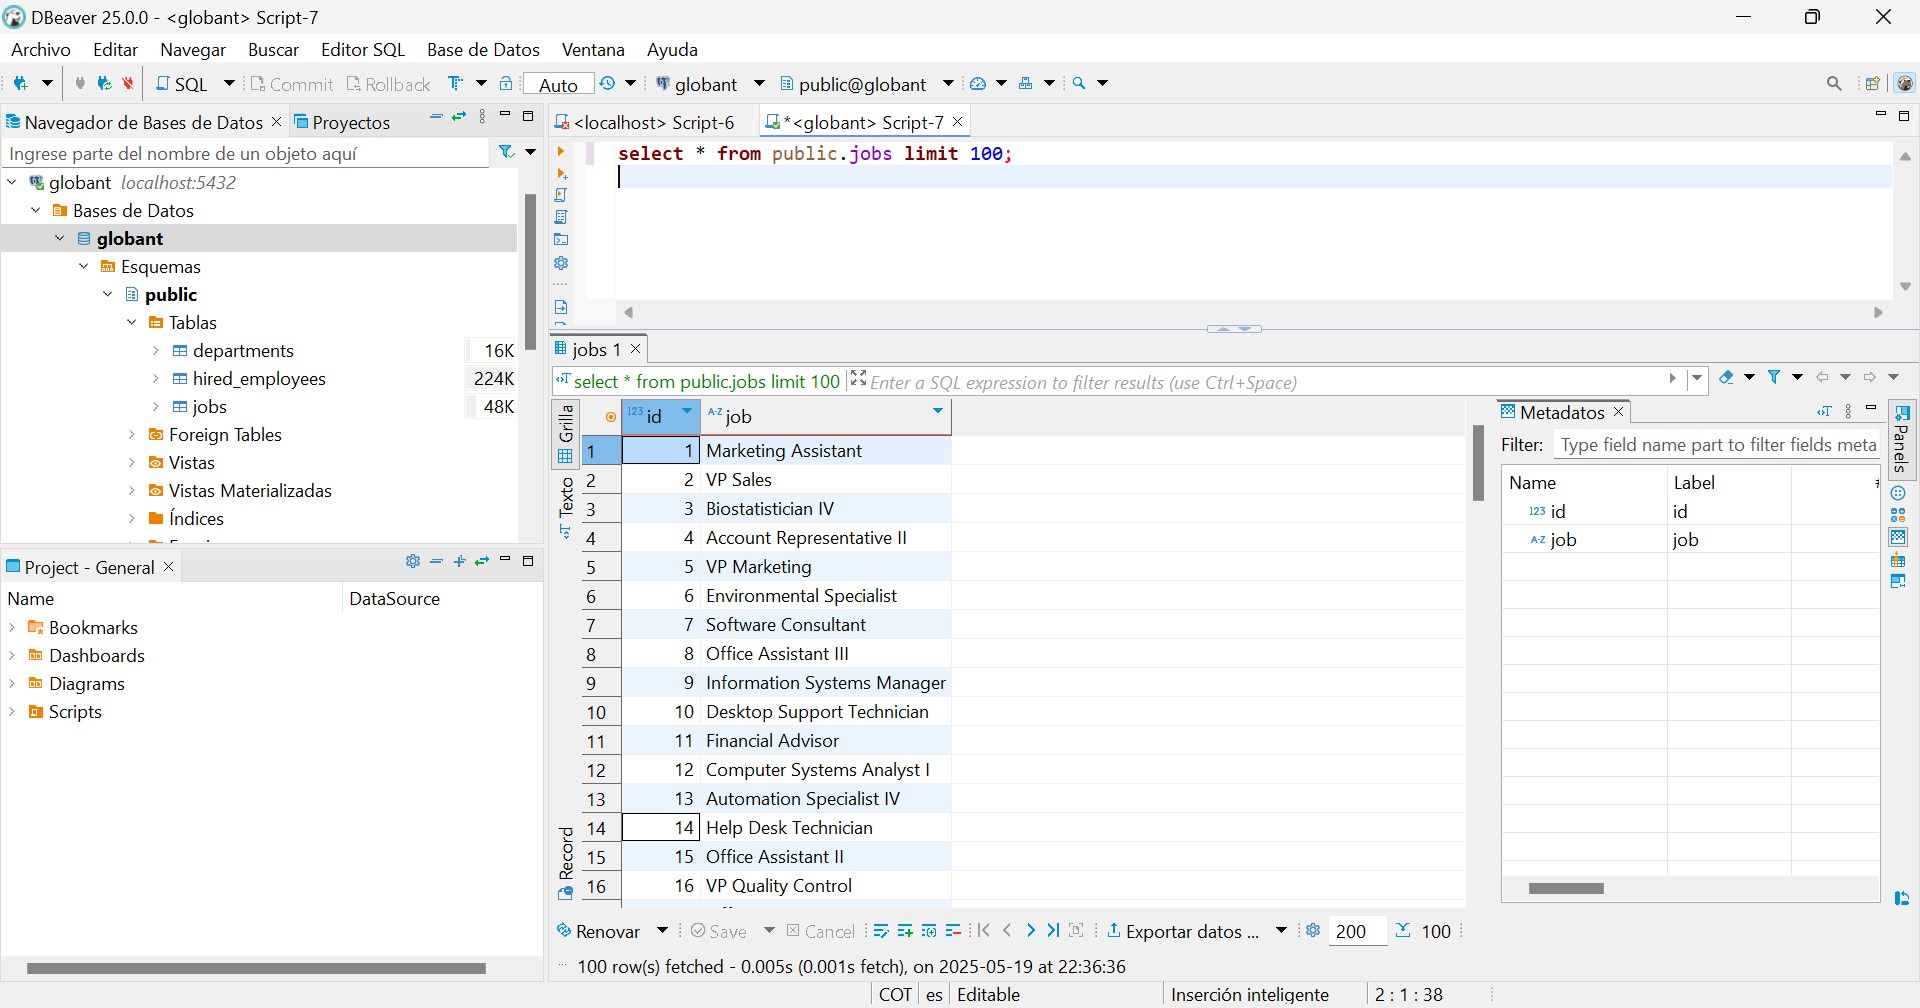 DBeaver 25.0.0 - <globant> Script-7
Archivo Editar Navegar Buscar Editor SQL Base de Datos Ventana Ayuda
SQL Commit Rollback Auto globant public@globant
Navegador de Bases de Datos Proyectos
Ingrese parte del nombre de un objeto aquí
globant localhost:5432
Bases de Datos
globant
Esquemas
public
Tablas
departments 16K
hired_employees 224K
jobs 48K
Foreign Tables
Vistas
Vistas Materializadas
Índices
Project - General
Name DataSource
Bookmarks
Dashboards
Diagrams
Scripts
<localhost> Script-6 *<globant> Script-7
select * from public.jobs limit 100;
jobs 1
select * from public.jobs limit 100 Enter a SQL expression to filter results (use Ctrl+Space)
Grilla
Texto
Record
123 id A-Z job
1 1 Marketing Assistant
2 2 VP Sales
3 3 Biostatistician IV
4 4 Account Representative II
5 5 VP Marketing
6 6 Environmental Specialist
7 7 Software Consultant
8 8 Office Assistant III
9 9 Information Systems Manager
10 10 Desktop Support Technician
11 11 Financial Advisor
12 12 Computer Systems Analyst I
13 13 Automation Specialist IV
14 14 Help Desk Technician
15 15 Office Assistant II
16 16 VP Quality Control
Metadatos
Filter: Type field name part to filter fields meta
Name Label
123 id id
A-Z job job
Panels
Renovar Save Cancel Exportar datos ... 200 100
100 row(s) fetched - 0.005s (0.001s fetch), on 2025-05-19 at 22:36:36
COT es Editable Inserción inteligente 2 : 1 : 38